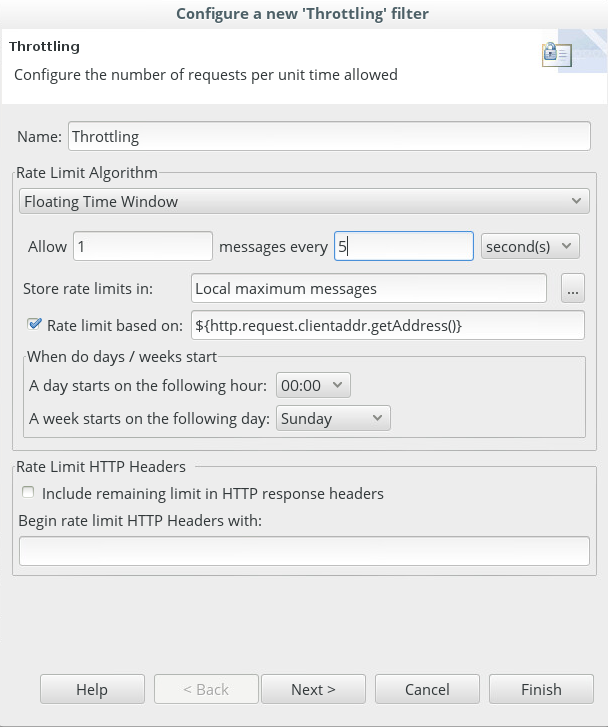 Configure a new 'Throttling' filter
Throttling
Configure the number of requests per unit time allowed
Name: Throttling
Rate Limit Algorithm
Floating Time Window
Allow 1 messages every 5 second(s)
Store rate limits in: Local maximum messages ...
Rate limit based on: ${http.request.clientaddr.getAddress()}
When do days / weeks start
A day starts on the following hour: 00:00
A week starts on the following day: Sunday
Rate Limit HTTP Headers
Include remaining limit in HTTP response headers
Begin rate limit HTTP Headers with:
Help < Back Next > Cancel Finish